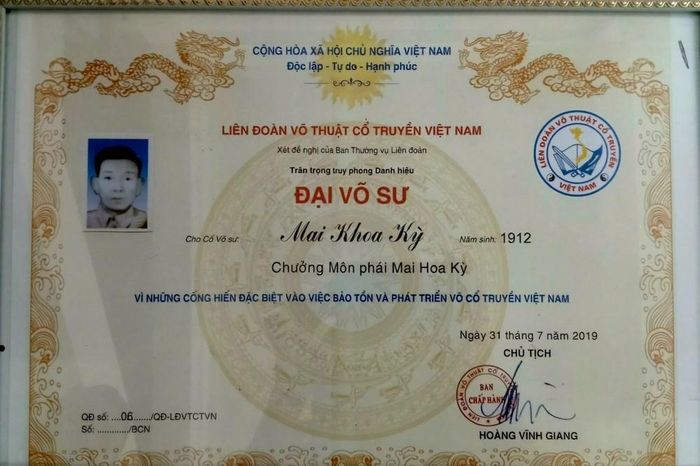 CỘNG HÒA XÃ HỘI CHỦ NGHĨA VIỆT NAM
Độc lập - Tự do - Hạnh phúc
LIÊN ĐOÀN VÕ THUẬT CỔ TRUYỀN VIỆT NAM
Xét đề nghị của Ban Thường vụ Liên đoàn
Trân trọng truy phong Danh hiệu
LIÊN ĐOÀN VÕ THUẬT CỔ TRUYỀN
VIỆT NAM
ĐẠI VÕ SƯ
Cho Cố Võ sư: Mai Khoa Kỳ Năm sinh: 1912
Chưởng Môn phái Mai Hoa Kỳ
VÌ NHỮNG CỐNG HIẾN ĐẶC BIỆT VÀO VIỆC BẢO TỒN VÀ PHÁT TRIỂN VÕ CỔ TRUYỀN VIỆT NAM
Ngày 31 tháng 7 năm 2019
CHỦ TỊCH
BAN
CHẤP HÀNH
QĐ số: ....06....../QĐ-LĐVTCTVN
Số: ........./BCN
HOÀNG VĨNH GIANG